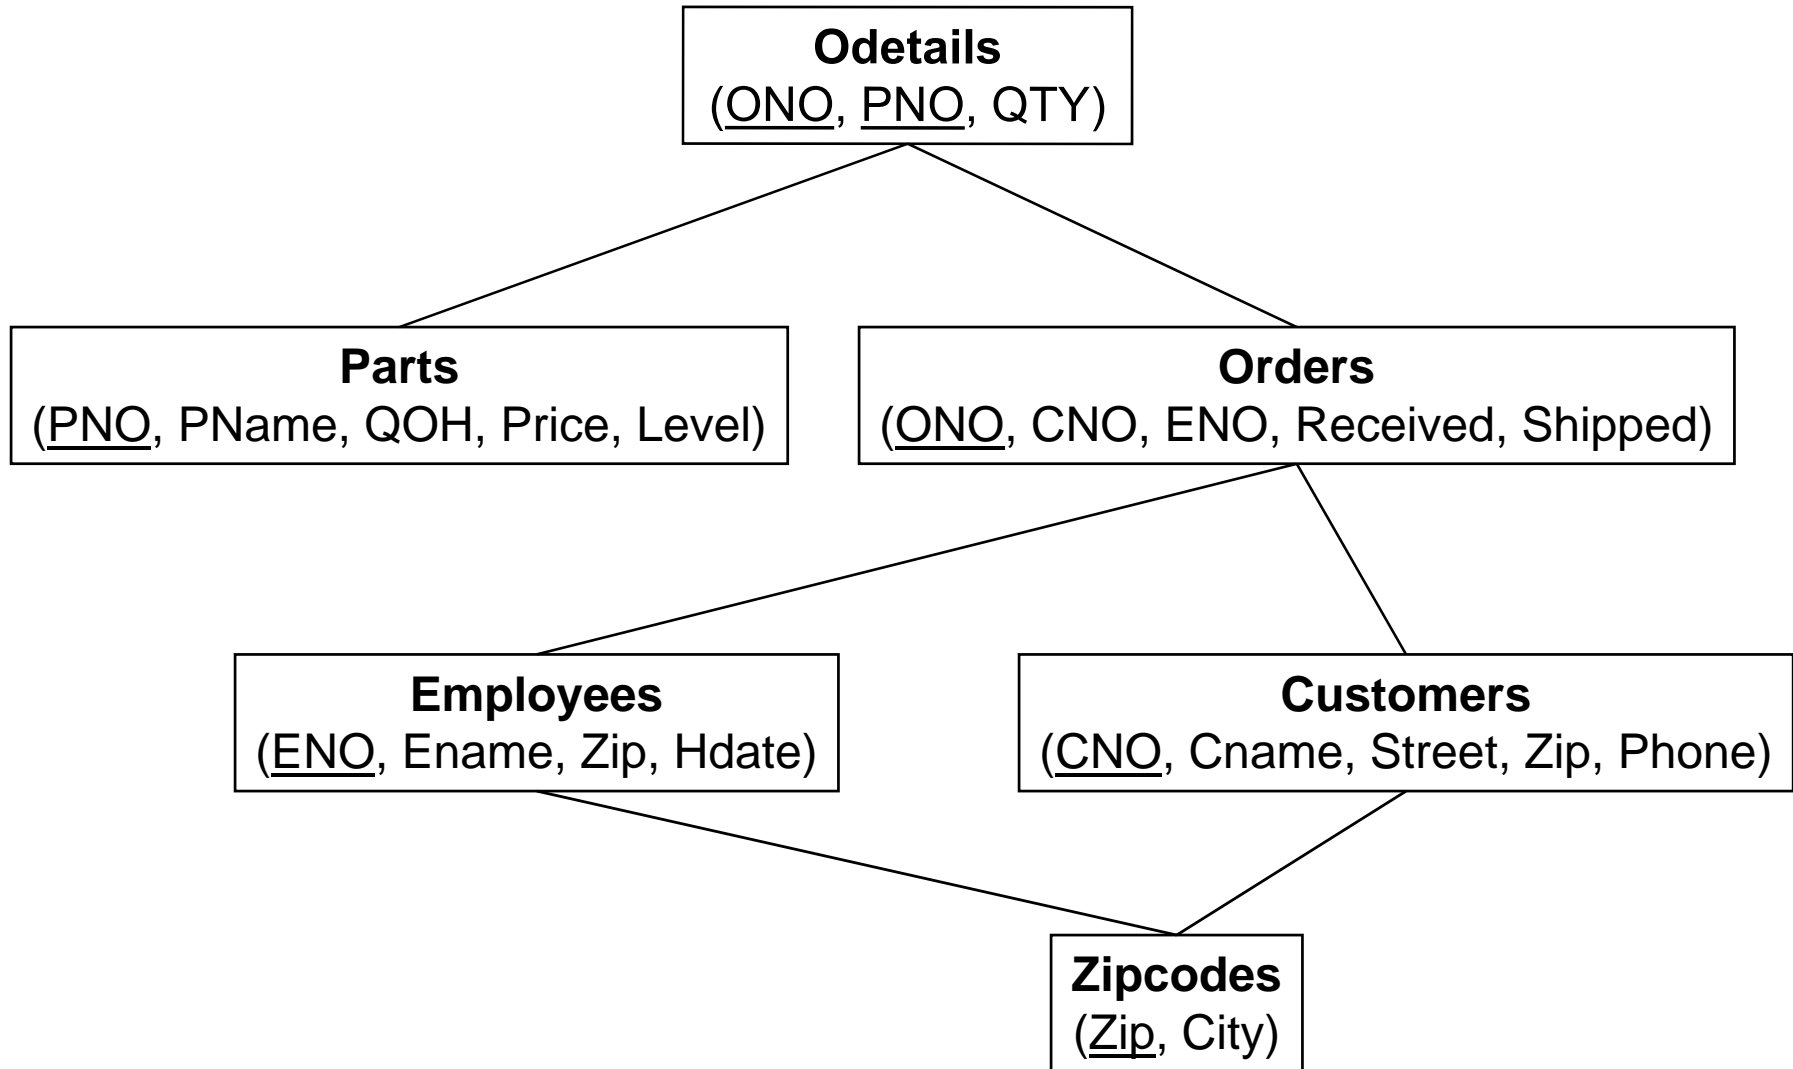 Odetails
(ONO, PNO, QTY)
Parts
(PNO, PName, QOH, Price, Level)
Orders
(ONO, CNO, ENO, Received, Shipped)
Employees
(ENO, Ename, Zip, Hdate)
Customers
(CNO, Cname, Street, Zip, Phone)
Zipcodes
(Zip, City)